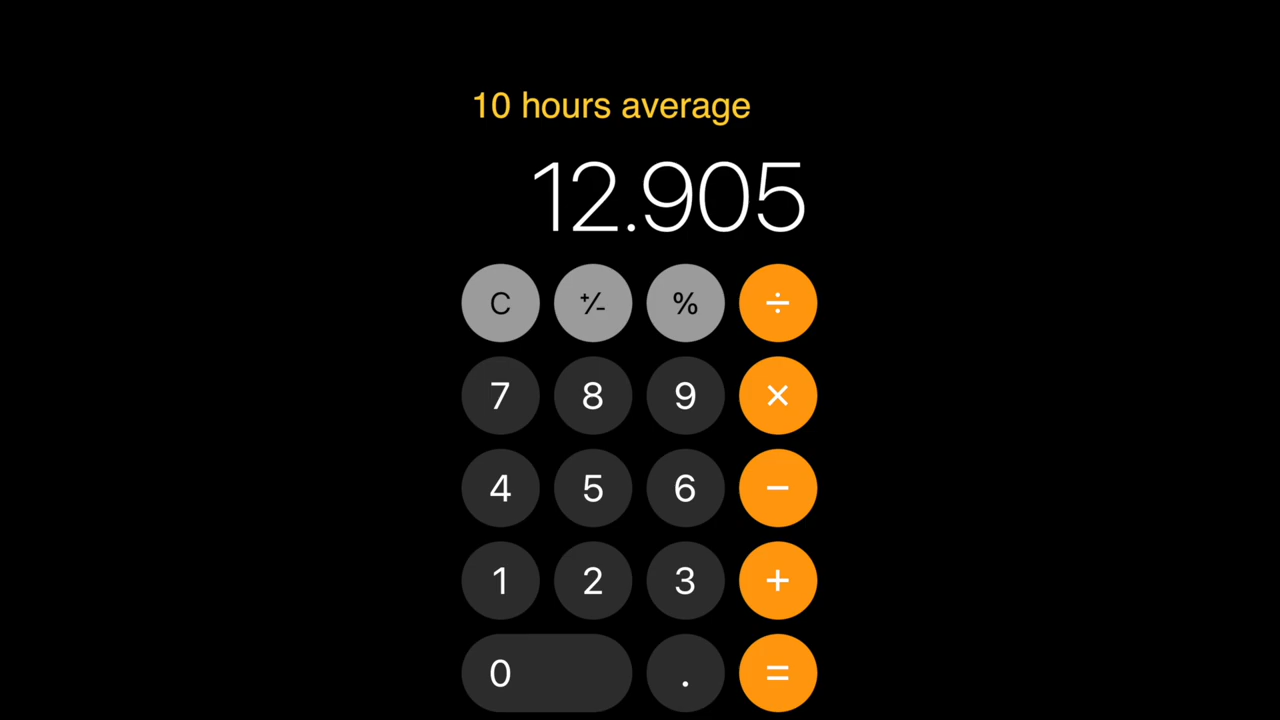 10 hours average
12.905
C +/- % ÷
7 8 9 ×
4 5 6 −
1 2 3 +
0 . =